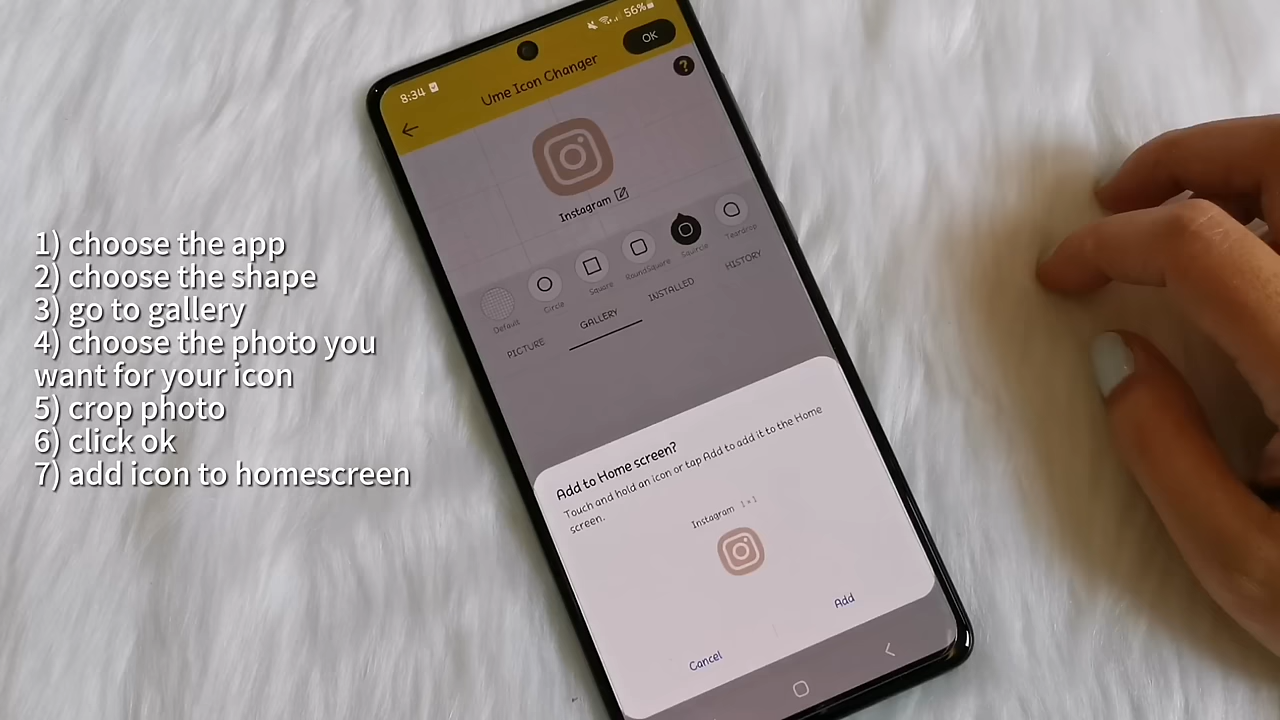 1) choose the app
2) choose the shape
3) go to gallery
4) choose the photo you
want for your icon
5) crop photo
6) click ok
7) add icon to homescreen
8:34
56%
Ume Icon Changer
OK
?
Instagram
Default
Circle
Square
RoundSquare
Squircle
Teardrop
PICTURE
GALLERY
INSTALLED
HISTORY
Add to Home screen?
Touch and hold an icon or tap Add to add it to the Home
screen.
Instagram 1 × 1
Cancel
Add